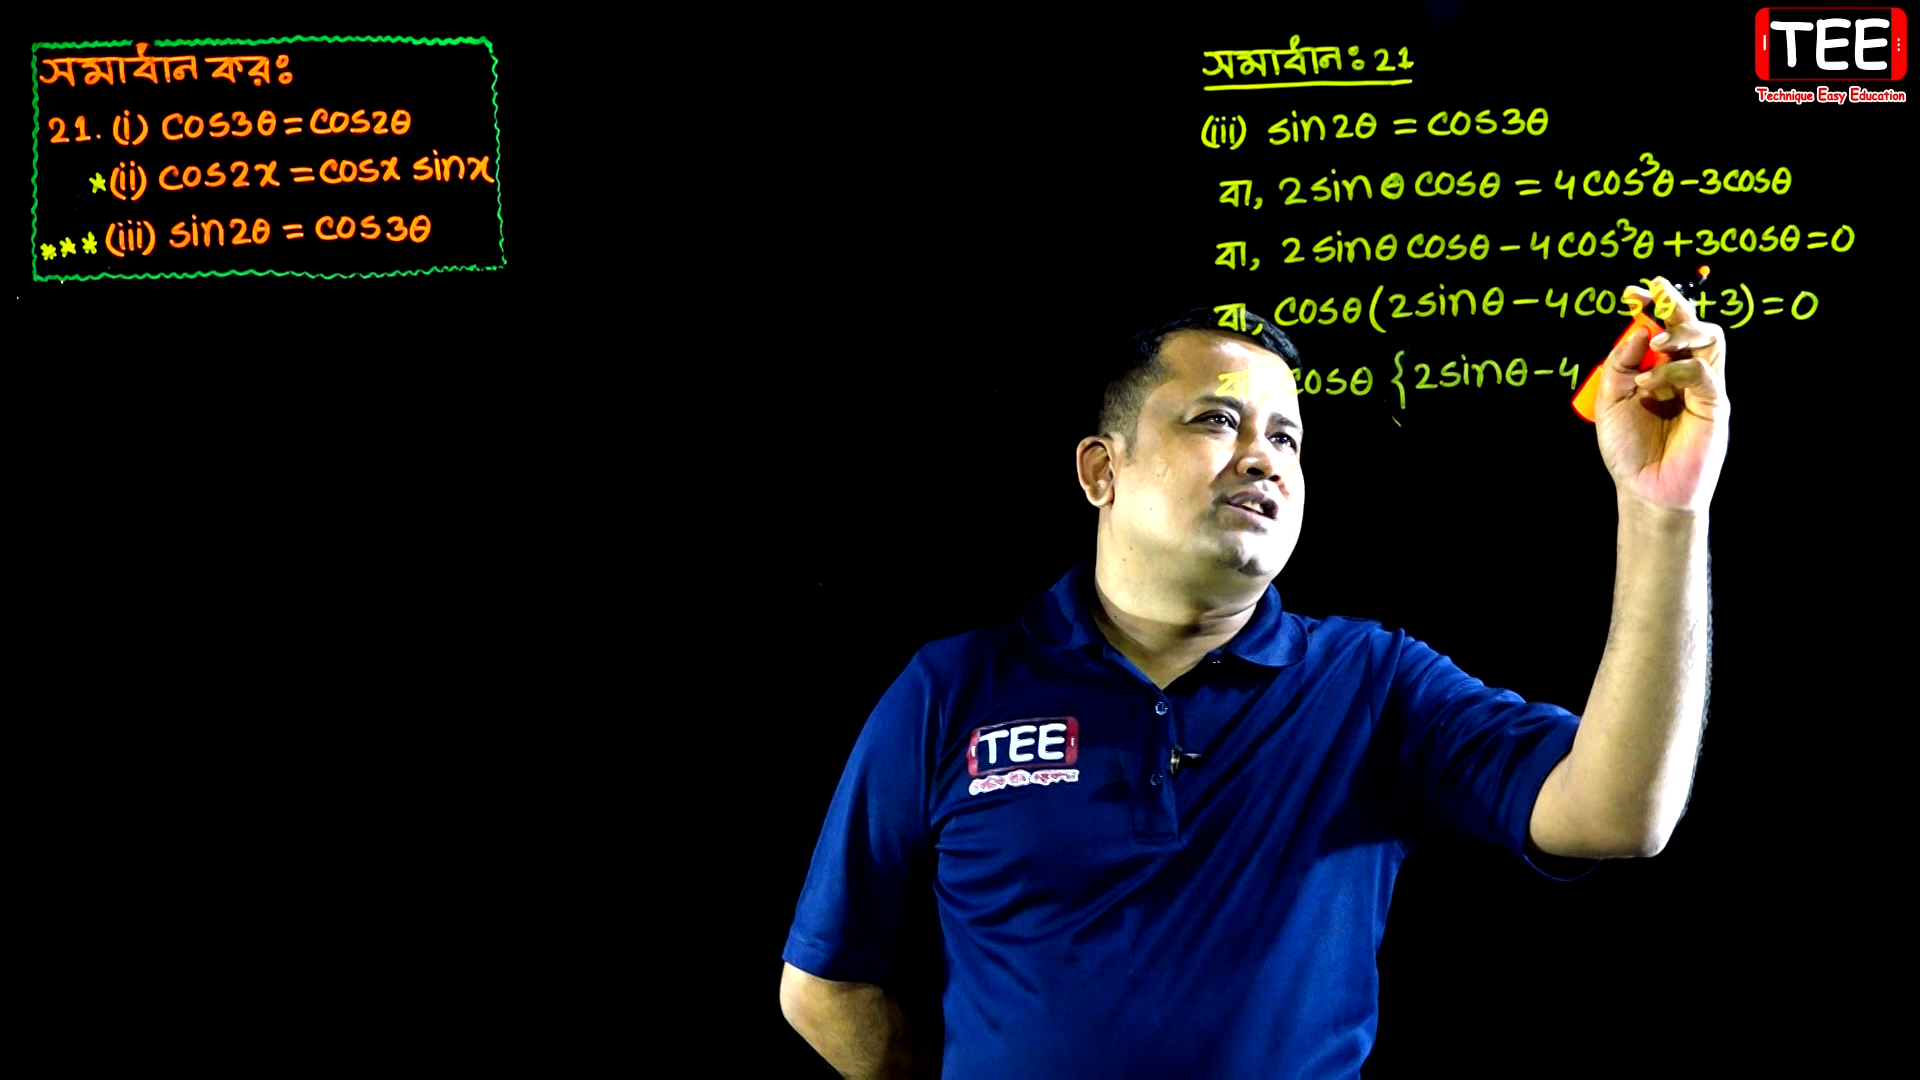 সমাধান করঃ
21. (i) cos3θ = cos2θ
*(ii) cos2x = cosx sinx
***(iii) sin2θ = cos3θ
সমাধানঃ 21
(iii) sin2θ = cos3θ
বা, 2sinθ cosθ = 4cos³θ - 3cosθ
বা, 2sinθ cosθ - 4cos³θ + 3cosθ = 0
বা, cosθ (2sinθ - 4cos²θ + 3) = 0
cosθ {2sinθ - 4
TEE
Technique Easy Education
TEE